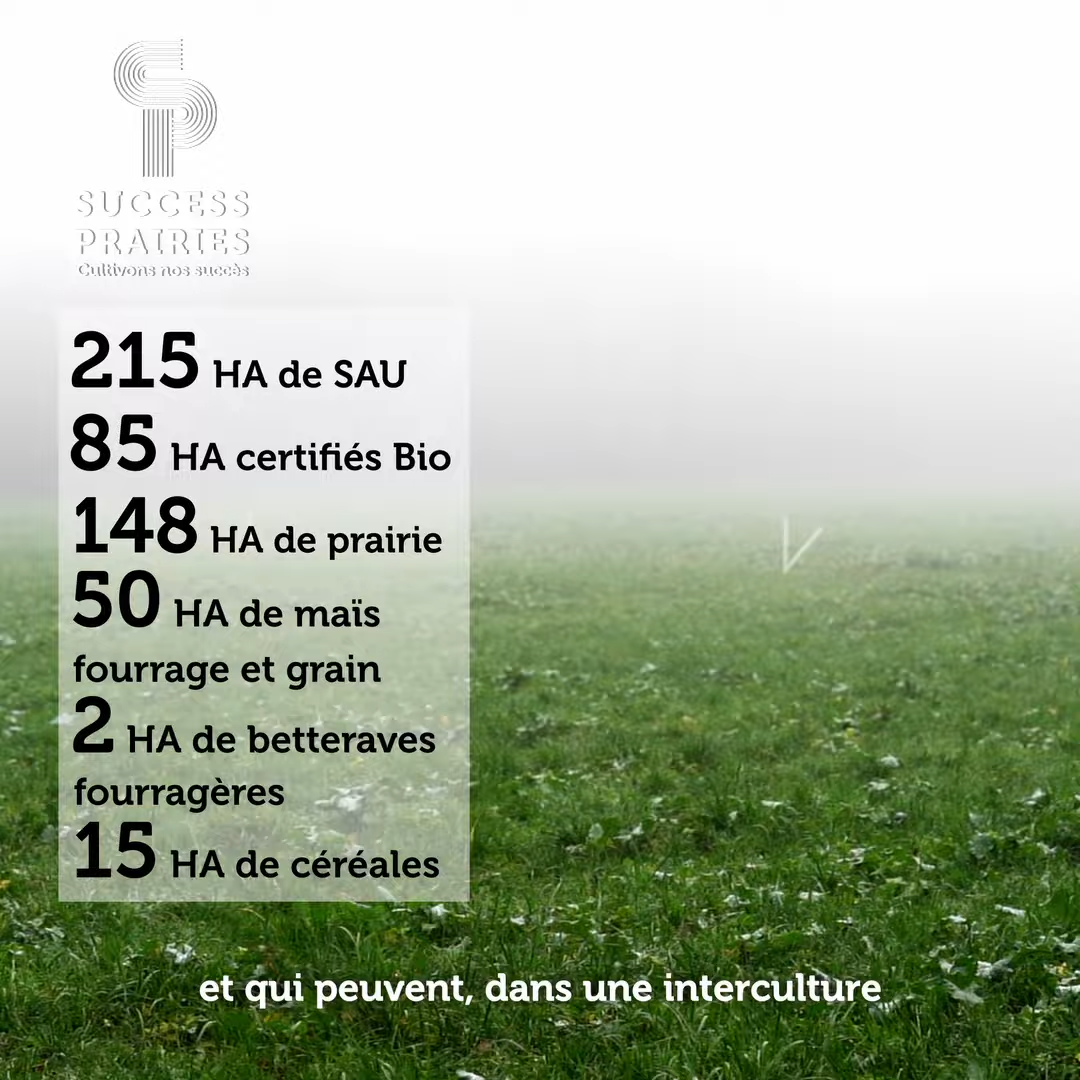 SUCCESS
PRAIRIES
Cultivons nos succès
215 HA de SAU
85 HA certifiés Bio
148 HA de prairie
50 HA de maïs
fourrage et grain
2 HA de betteraves
fourragères
15 HA de céréales
et qui peuvent, dans une interculture